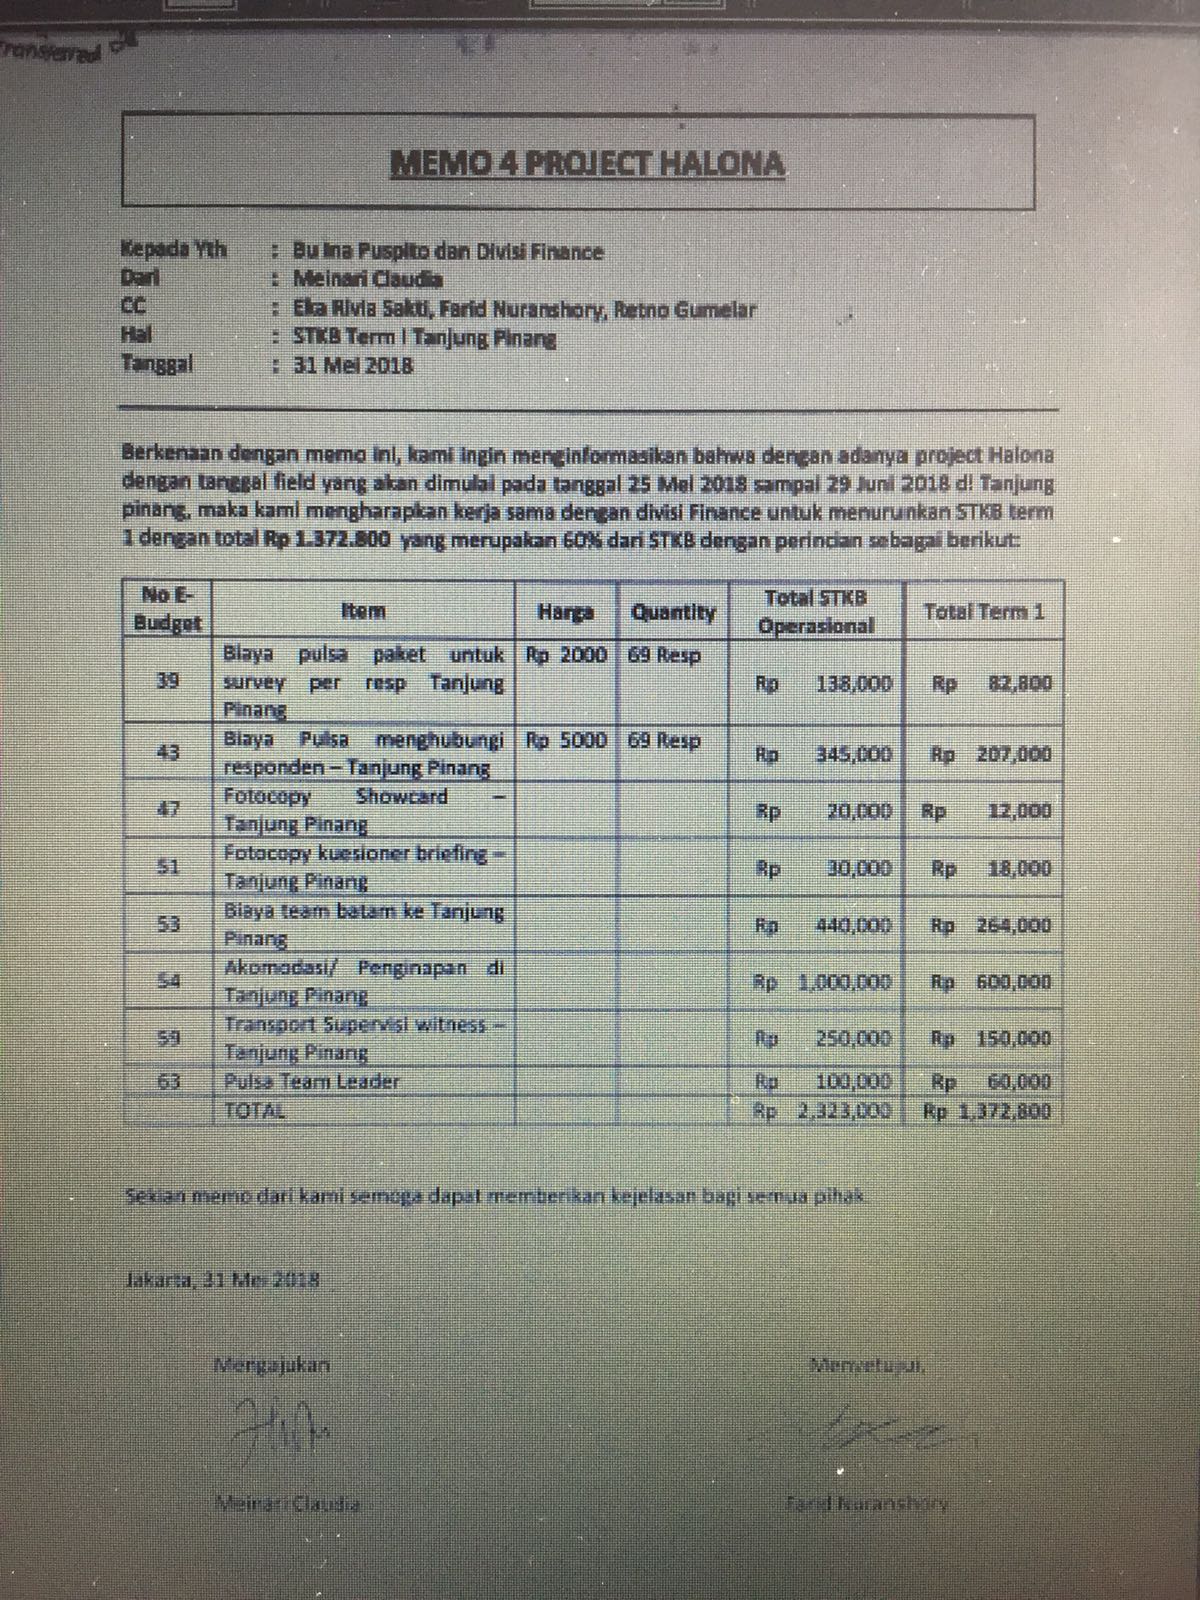 Transferred
MEMO 4 PROJECT HALONA
Kepada Yth : Bu Ina Puspito dan Divisi Finance
Dari : Meinari Claudia
CC : Eka Rivia Sakti, Farid Nuranshory, Retno Gumelar
Hal : STKB Term I Tanjung Pinang
Tanggal : 31 Mei 2018
Berkenaan dengan memo ini, kami ingin menginformasikan bahwa dengan adanya project Halona
dengan tanggal field yang akan dimulai pada tanggal 25 Mei 2018 sampai 29 Juni 2018 di Tanjung
pinang, maka kami mengharapkan kerja sama dengan divisi Finance untuk menurunkan STKB term
1 dengan total Rp 1.372.800 yang merupakan 60% dari STKB dengan perincian sebagai berikut:
No E-Budget Item Harga Quantity Total STKB Operasional Total Term 1
39 Biaya pulsa paket untuk survey per resp Tanjung Pinang Rp 2000 69 Resp Rp 138,000 Rp 82,800
43 Biaya Pulsa menghubungi responden – Tanjung Pinang Rp 5000 69 Resp Rp 345,000 Rp 207,000
47 Fotocopy Showcard – Tanjung Pinang Rp 20,000 Rp 12,000
51 Fotocopy kuesioner briefing – Tanjung Pinang Rp 30,000 Rp 18,000
53 Biaya team batam ke Tanjung Pinang Rp 440,000 Rp 264,000
54 Akomodasi/ Penginapan di Tanjung Pinang Rp 1,000,000 Rp 600,000
59 Transport Supervisi witness – Tanjung Pinang Rp 250,000 Rp 150,000
63 Pulsa Team Leader Rp 100,000 Rp 60,000
TOTAL Rp 2,323,000 Rp 1,372,800
Sekian memo dari kami semoga dapat memberikan kejelasan bagi semua pihak
Jakarta, 31 Mei 2018
Mengajukan Menyetujui,
Meinari Claudia Farid Nuranshory